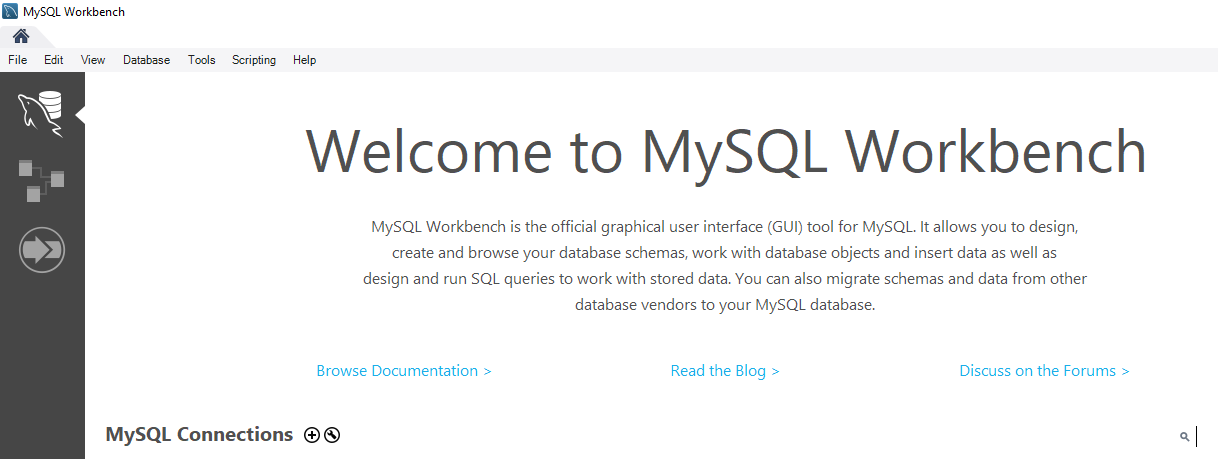 MySQL Workbench
File Edit View Database Tools Scripting Help
Welcome to MySQL Workbench
MySQL Workbench is the official graphical user interface (GUI) tool for MySQL. It allows you to design,
create and browse your database schemas, work with database objects and insert data as well as
design and run SQL queries to work with stored data. You can also migrate schemas and data from other
database vendors to your MySQL database.
Browse Documentation > Read the Blog > Discuss on the Forums >
MySQL Connections